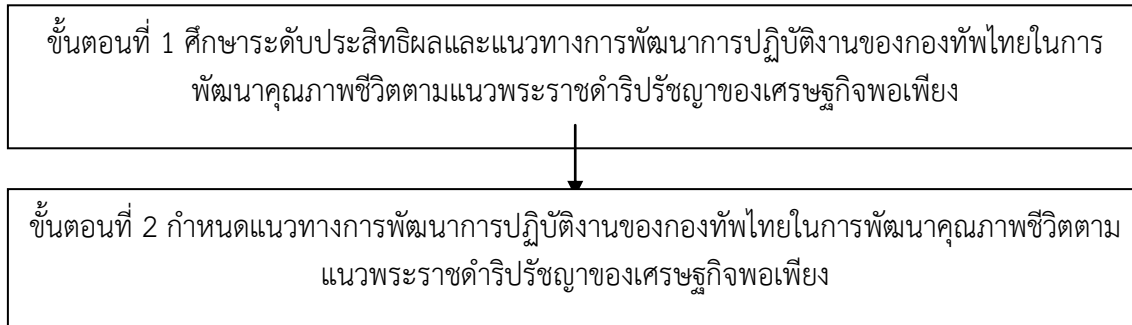 ขั้นตอนที่ 1 ศึกษาระดับประสิทธิผลและแนวทางการพัฒนาการปฏิบัติงานของกองทัพไทยในการ
พัฒนาคุณภาพชีวิตตามแนวพระราชดำริปรัชญาของเศรษฐกิจพอเพียง
ขั้นตอนที่ 2 กำหนดแนวทางการพัฒนาการปฏิบัติงานของกองทัพไทยในการพัฒนาคุณภาพชีวิตตาม
แนวพระราชดำริปรัชญาของเศรษฐกิจพอเพียง